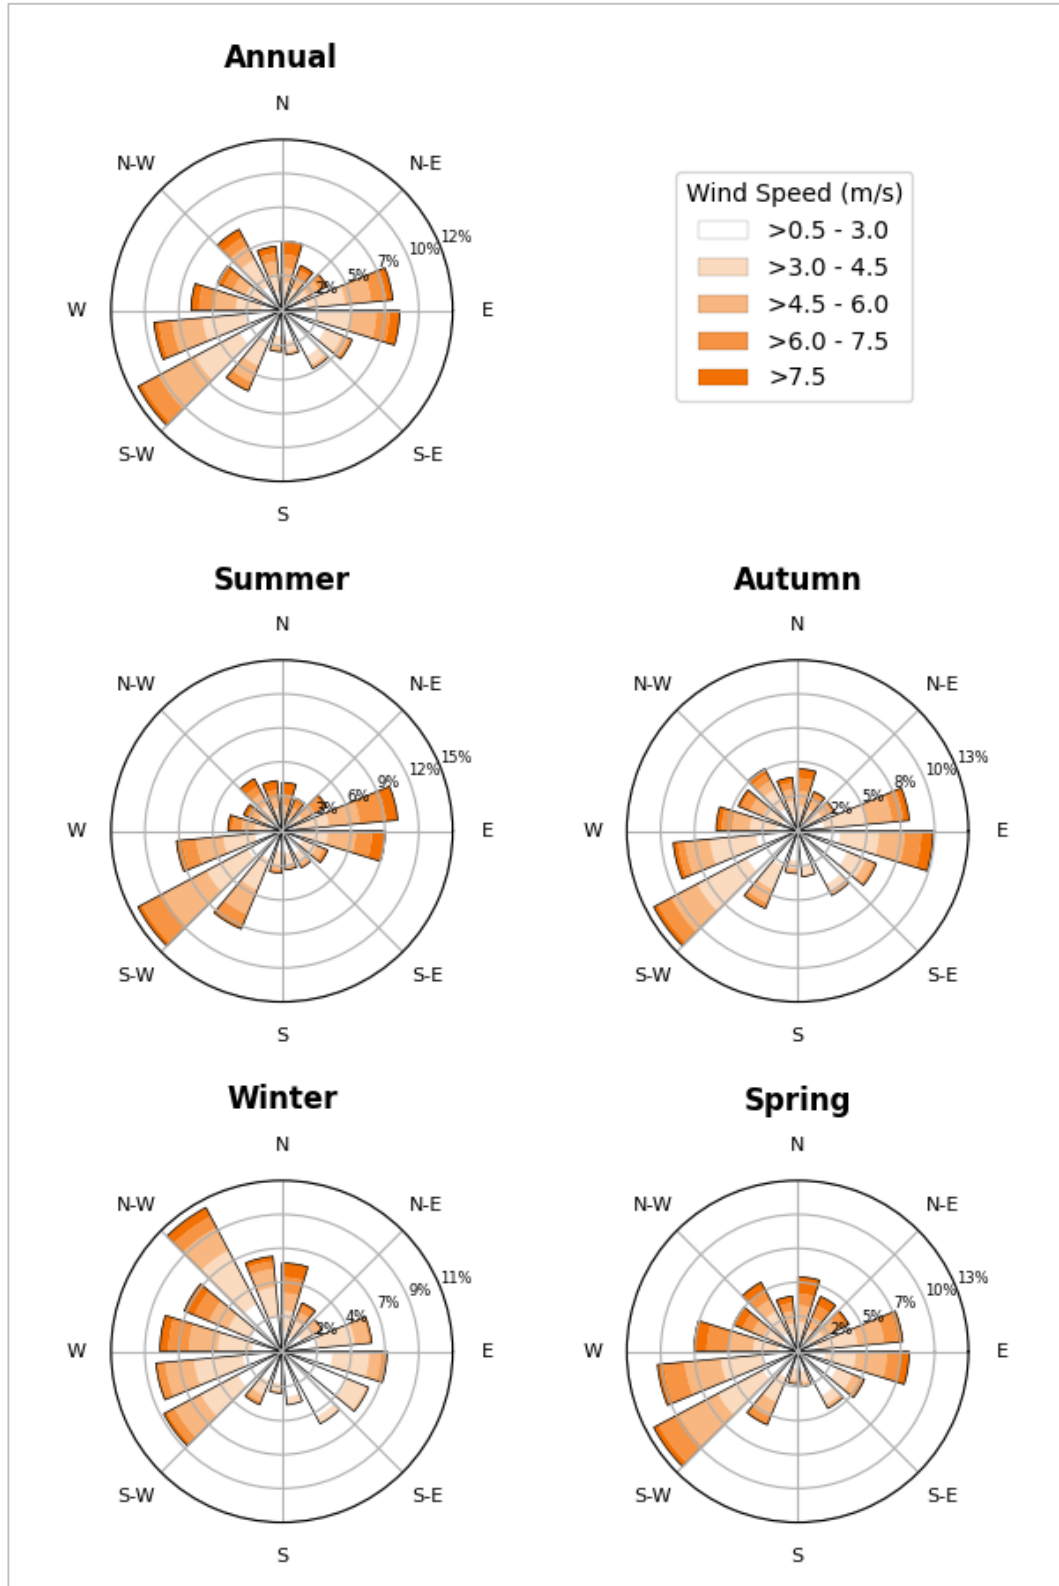 Annual
N
N-W
N-E
12%
10%
7%
5%
2%
W
E
S-W
S-E
S
Wind Speed (m/s)
>0.5 - 3.0
>3.0 - 4.5
>4.5 - 6.0
>6.0 - 7.5
>7.5
Summer
N
N-W
N-E
15%
12%
9%
6%
3%
W
E
S-W
S-E
S
Autumn
N
N-W
N-E
13%
10%
8%
5%
2%
W
E
S-W
S-E
S
Winter
N
N-W
N-E
11%
9%
7%
4%
2%
W
E
S-W
S-E
S
Spring
N
N-W
N-E
13%
10%
7%
5%
2%
W
E
S-W
S-E
S